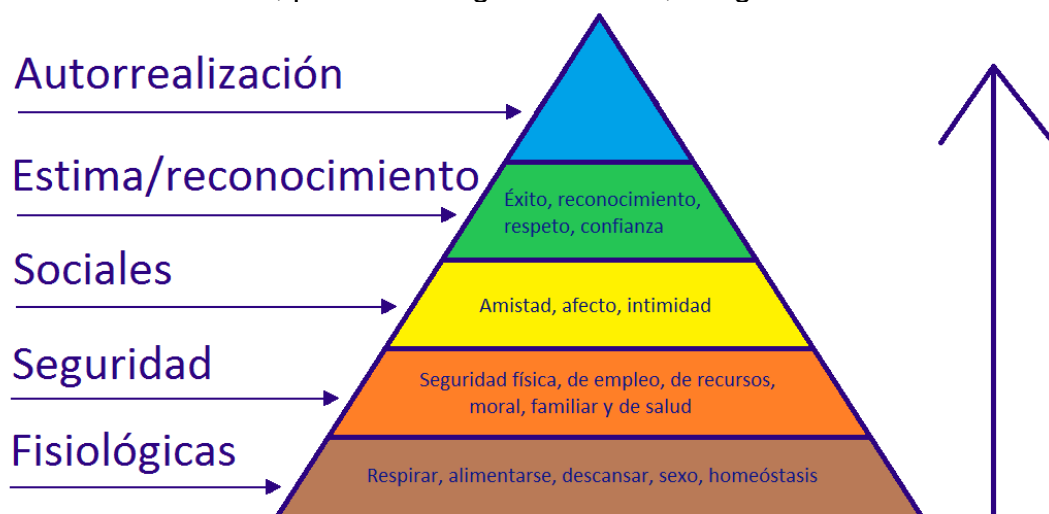 Autorrealización
Estima/reconocimiento
Éxito, reconocimiento,
respeto, confianza
Sociales
Amistad, afecto, intimidad
Seguridad
Seguridad física, de empleo, de recursos,
moral, familiar y de salud
Fisiológicas
Respirar, alimentarse, descansar, sexo, homeóstasis